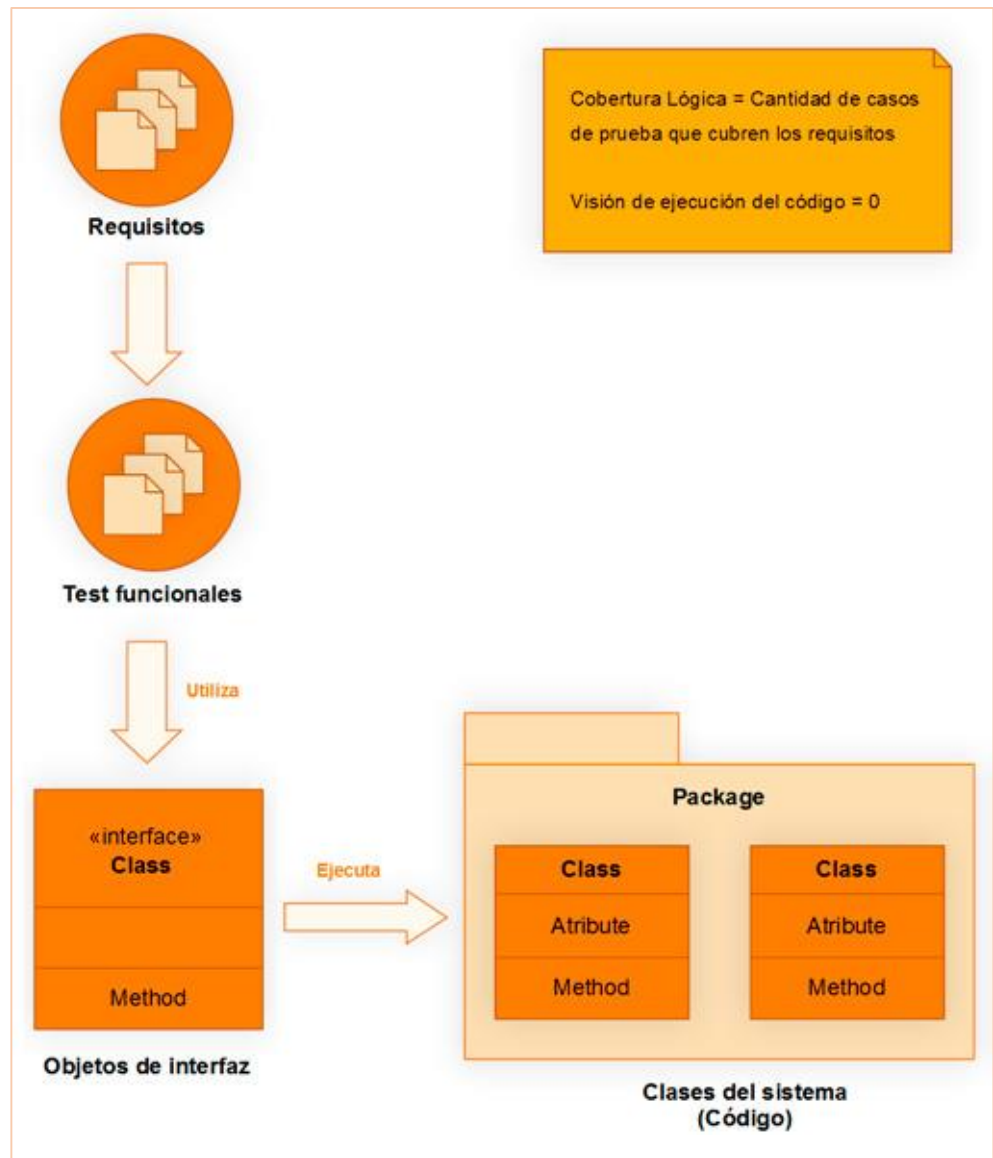 Requisitos
Cobertura Lógica = Cantidad de casos
de prueba que cubren los requisitos
Visión de ejecución del código = 0
Test funcionales
Utiliza
«interface»
Class
Method
Objetos de interfaz
Ejecuta
Package
Class
Atribute
Method
Class
Atribute
Method
Clases del sistema
(Código)